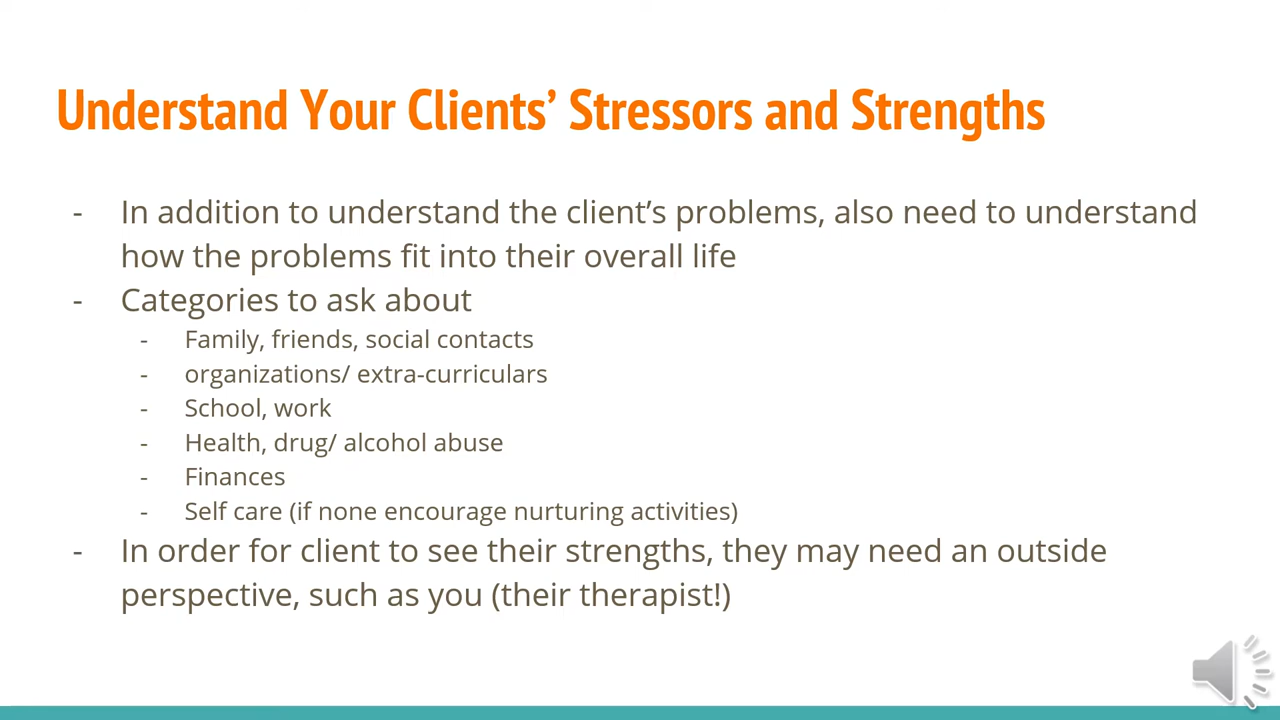 Understand Your Clients’ Stressors and Strengths
- In addition to understand the client’s problems, also need to understand
how the problems fit into their overall life
- Categories to ask about
- Family, friends, social contacts
- organizations/ extra-curriculars
- School, work
- Health, drug/ alcohol abuse
- Finances
- Self care (if none encourage nurturing activities)
- In order for client to see their strengths, they may need an outside
perspective, such as you (their therapist!)